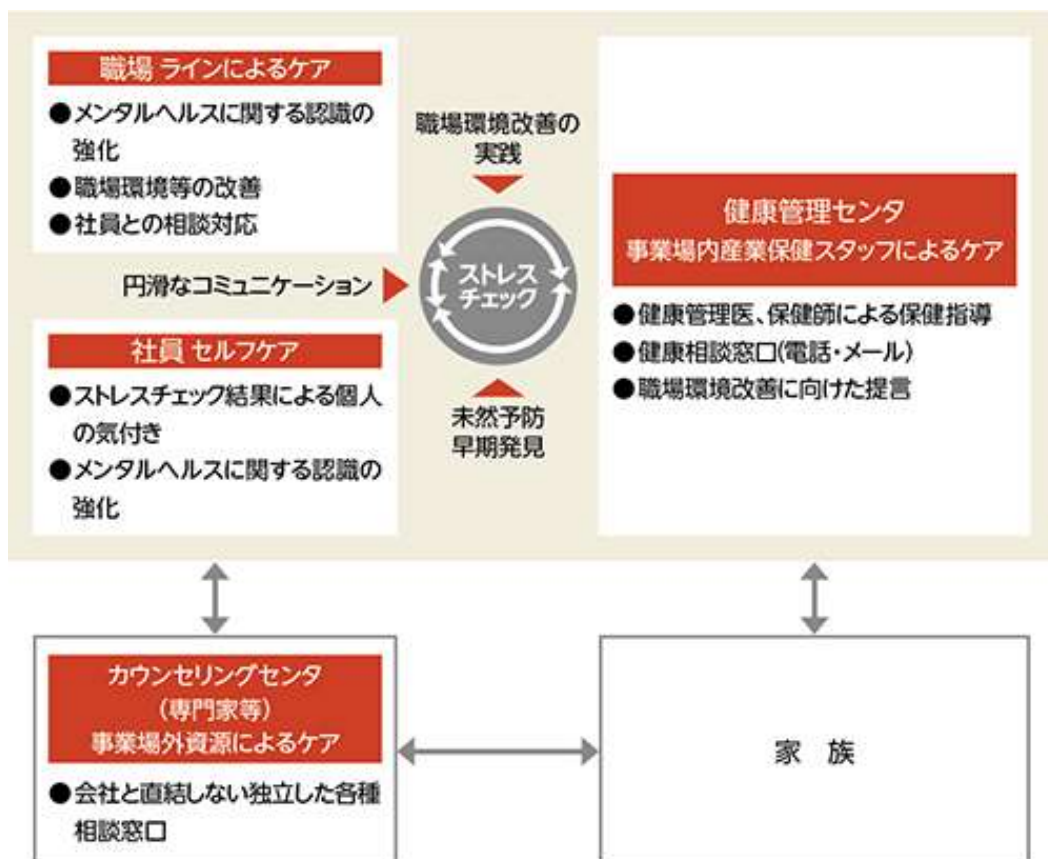 職場 ラインによるケア
●メンタルヘルスに関する認識の
強化
●職場環境等の改善
●社員との相談対応
円滑なコミュニケーション
社員 セルフケア
●ストレスチェック結果による個人
の気付き
●メンタルヘルスに関する認識の
強化
職場環境改善の
実践
ストレス
チェック
未然予防
早期発見
健康管理センタ
事業場内産業保健スタッフによるケア
●健康管理医、保健師による保健指導
●健康相談窓口(電話・メール)
●職場環境改善に向けた提言
カウンセリングセンタ
(専門家等)
事業場外資源によるケア
●会社と直結しない独立した各種
相談窓口
家 族